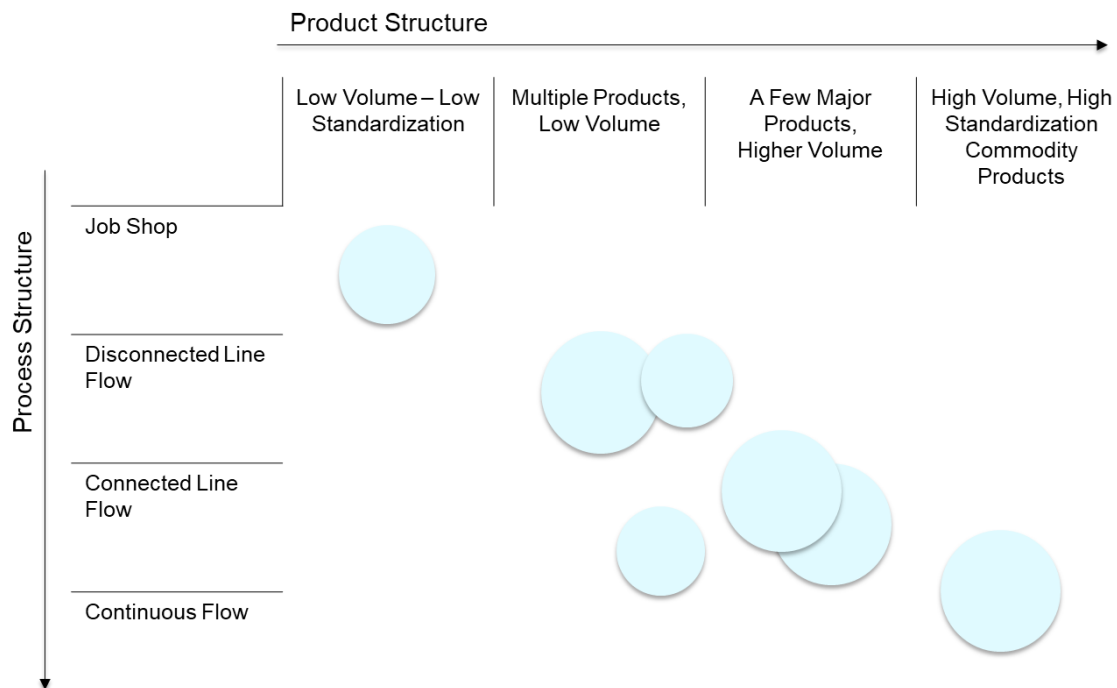 Product Structure
Low Volume – Low
Standardization
Multiple Products,
Low Volume
A Few Major
Products,
Higher Volume
High Volume, High
Standardization
Commodity
Products
Process Structure
Job Shop
Disconnected Line
Flow
Connected Line
Flow
Continuous Flow